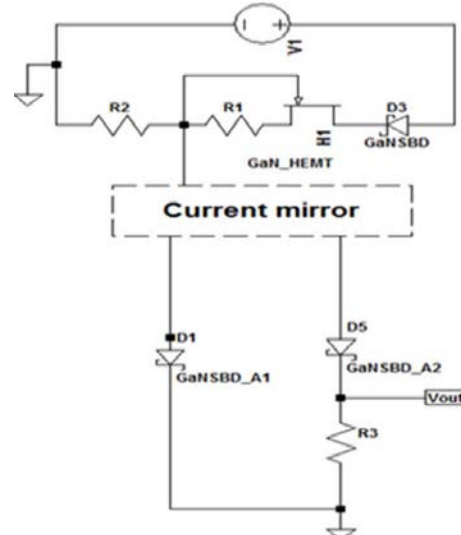 V1
R2
R1
D3
H1
GaNSBD
GaN_HEMT
Current mirror
D1
D5
GaNSBD_A1
GaNSBD_A2
Vout
R3